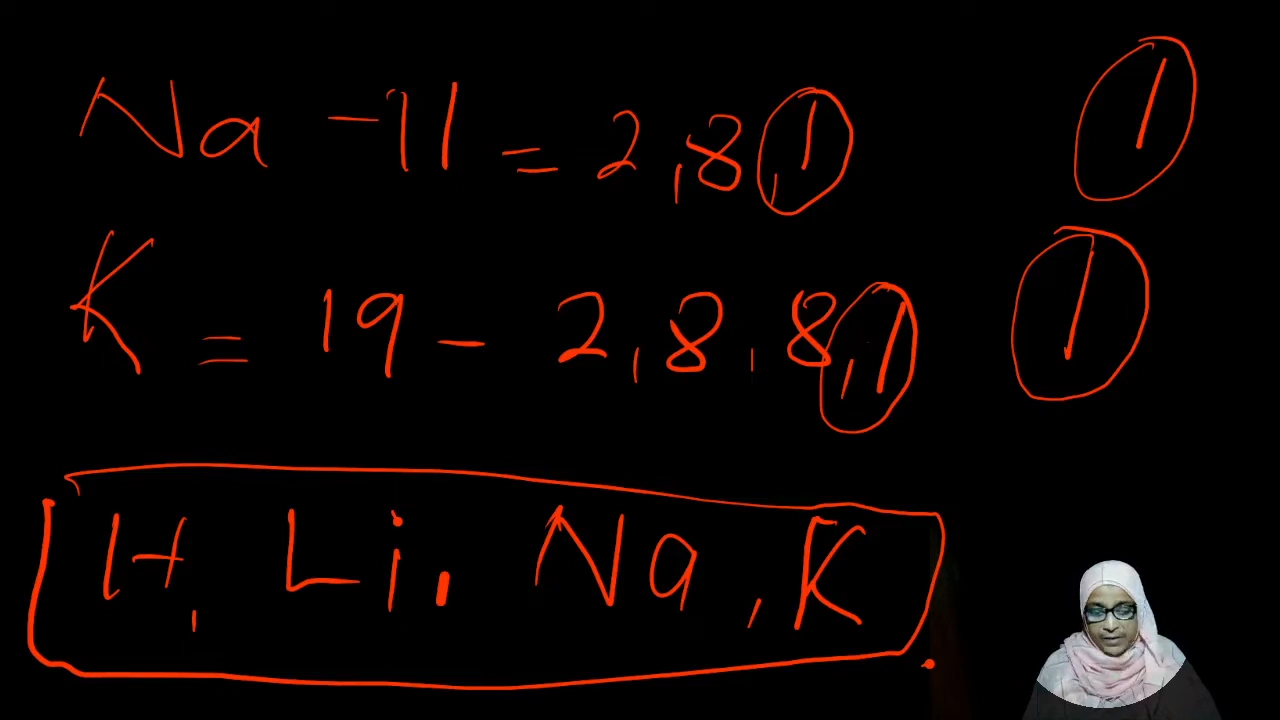 Na - 11 = 2,8,1 1
K = 19 - 2,8,8,1 1
H, Li, Na, K